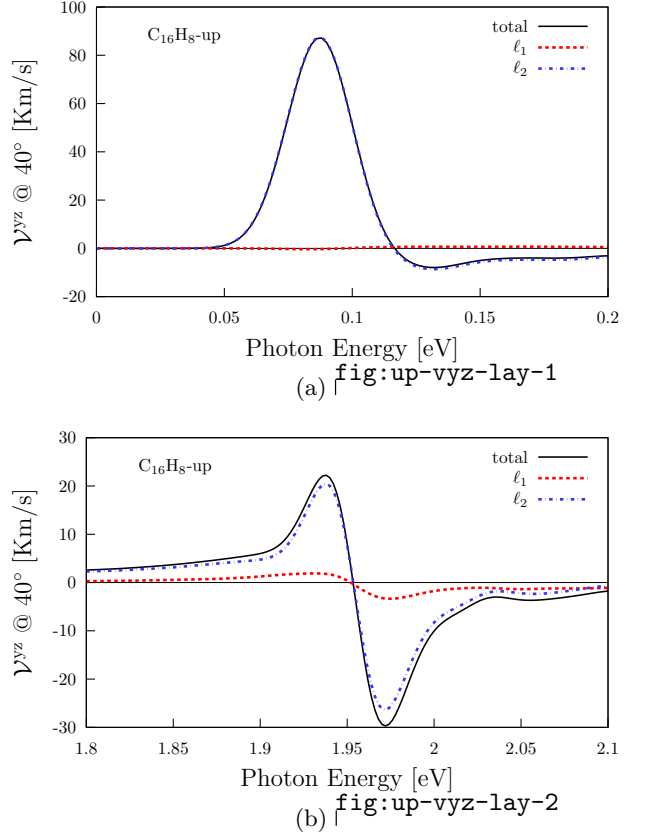 100
80
60
40
20
0
-20
𝒱ʸᶻ @ 40° [Km/s]
C₁₆H₈-up
total
ℓ₁
ℓ₂
0 0.05 0.1 0.15 0.2
Photon Energy [eV]
(a) fig:up-vyz-lay-1
30
20
10
0
-10
-20
-30
𝒱ʸᶻ @ 40° [Km/s]
C₁₆H₈-up
total
ℓ₁
ℓ₂
1.8 1.85 1.9 1.95 2 2.05 2.1
Photon Energy [eV]
(b) fig:up-vyz-lay-2